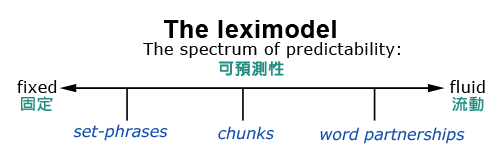 The leximodel
The spectrum of predictability:
可預測性
fixed
固定
fluid
流動
set-phrases
chunks
word partnerships